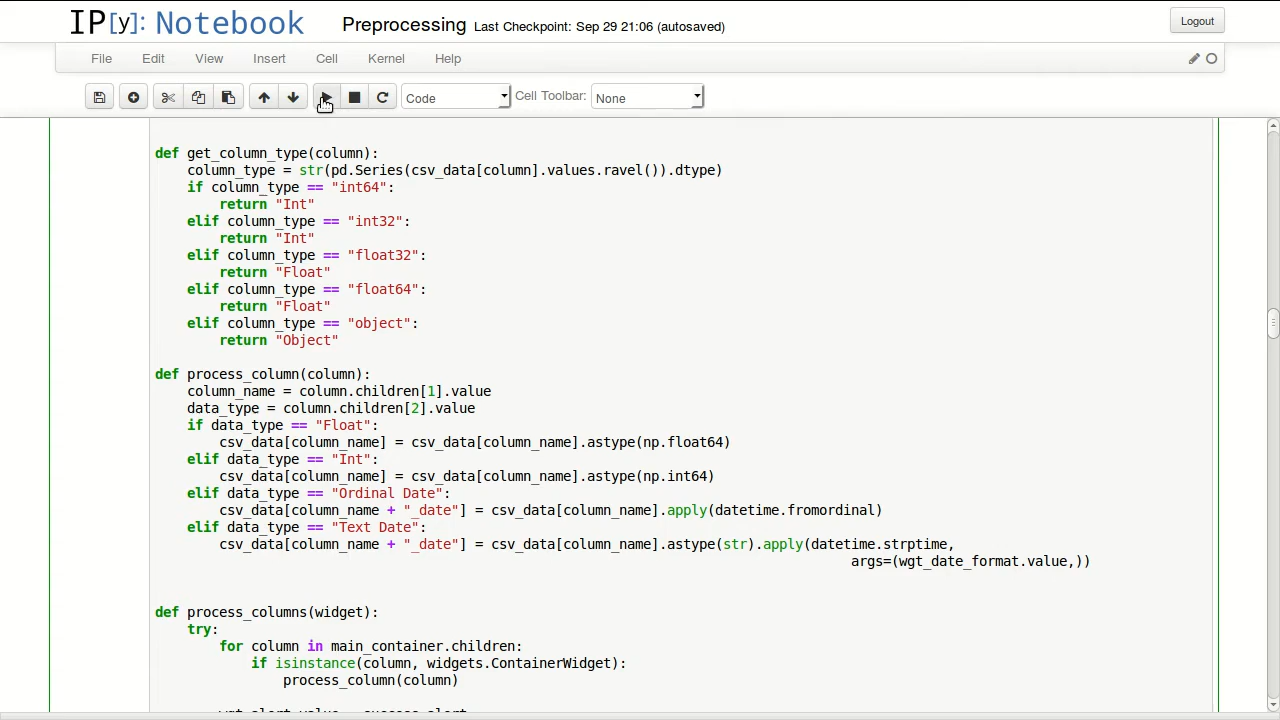 IP[y]: Notebook Preprocessing Last Checkpoint: Sep 29 21:06 (autosaved) Logout
File Edit View Insert Cell Kernel Help
Code Cell Toolbar: None
def get_column_type(column):
    column_type = str(pd.Series(csv_data[column].values.ravel()).dtype)
    if column_type == "int64":
        return "Int"
    elif column_type == "int32":
        return "Int"
    elif column_type == "float32":
        return "Float"
    elif column_type == "float64":
        return "Float"
    elif column_type == "object":
        return "Object"
def process_column(column):
    column_name = column.children[1].value
    data_type = column.children[2].value
    if data_type == "Float":
        csv_data[column_name] = csv_data[column_name].astype(np.float64)
    elif data_type == "Int":
        csv_data[column_name] = csv_data[column_name].astype(np.int64)
    elif data_type == "Ordinal Date":
        csv_data[column_name + "_date"] = csv_data[column_name].apply(datetime.fromordinal)
    elif data_type == "Text Date":
        csv_data[column_name + "_date"] = csv_data[column_name].astype(str).apply(datetime.strptime,
                                                                                       args=(wgt_date_format.value,))
def process_columns(widget):
    try:
        for column in main_container.children:
            if isinstance(column, widgets.ContainerWidget):
                process_column(column)